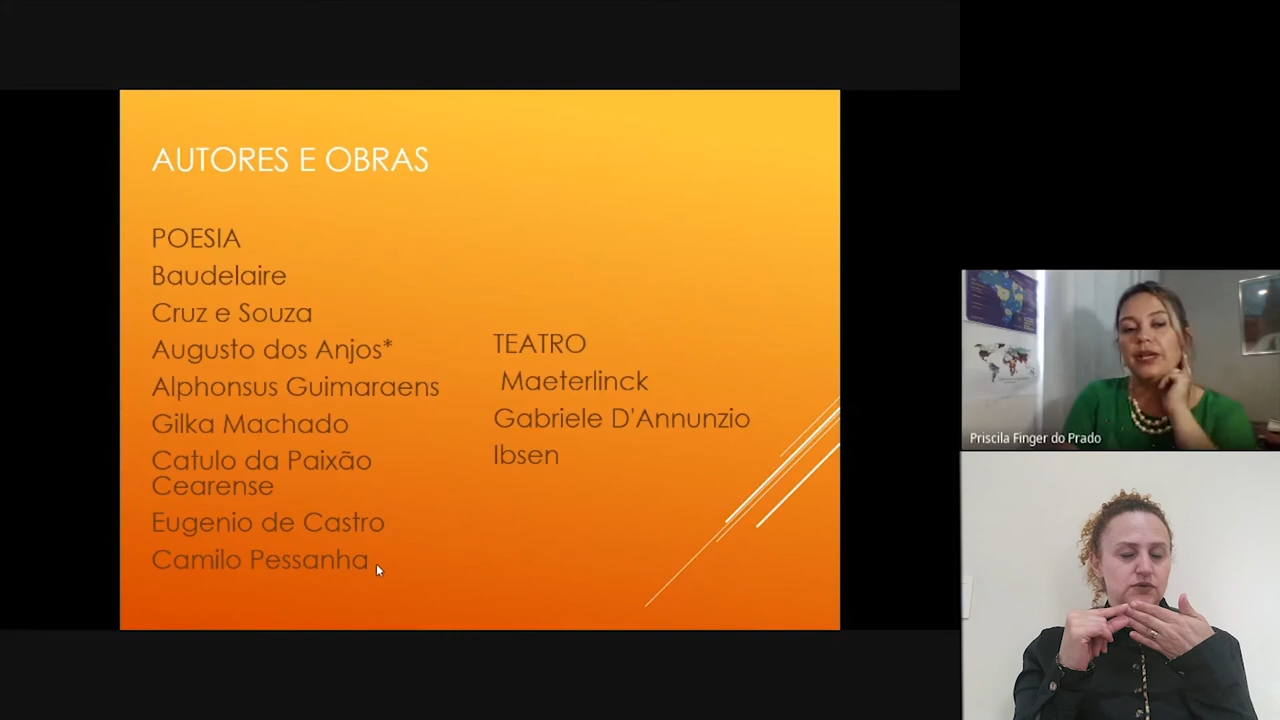 AUTORES E OBRAS
POESIA
Baudelaire
Cruz e Souza
Augusto dos Anjos*
Alphonsus Guimaraens
Gilka Machado
Catulo da Paixão
Cearense
Eugenio de Castro
Camilo Pessanha
TEATRO
Maeterlinck
Gabriele D'Annunzio
Ibsen
Priscila Finger do Prado